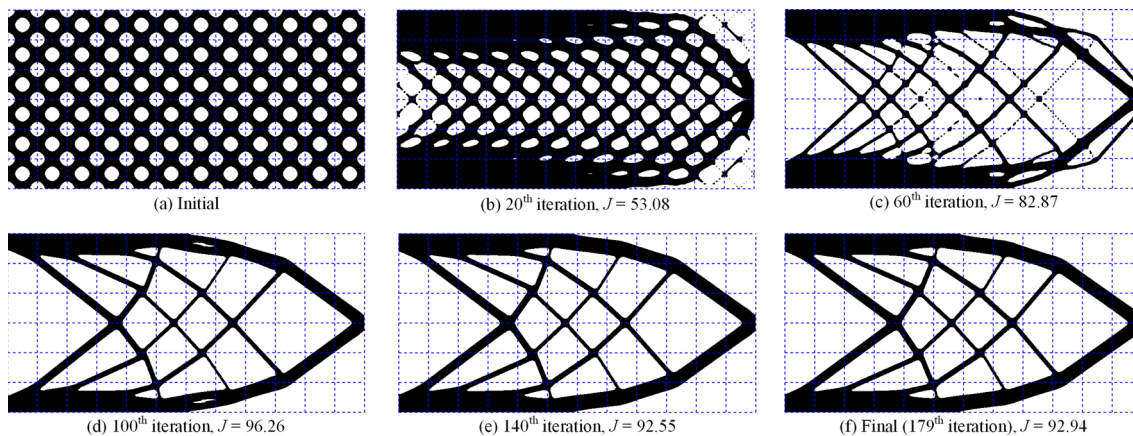 (a) Initial
(b) 20th iteration, J = 53.08
(c) 60th iteration, J = 82.87
(d) 100th iteration, J = 96.26
(e) 140th iteration, J = 92.55
(f) Final (179th iteration), J = 92.94